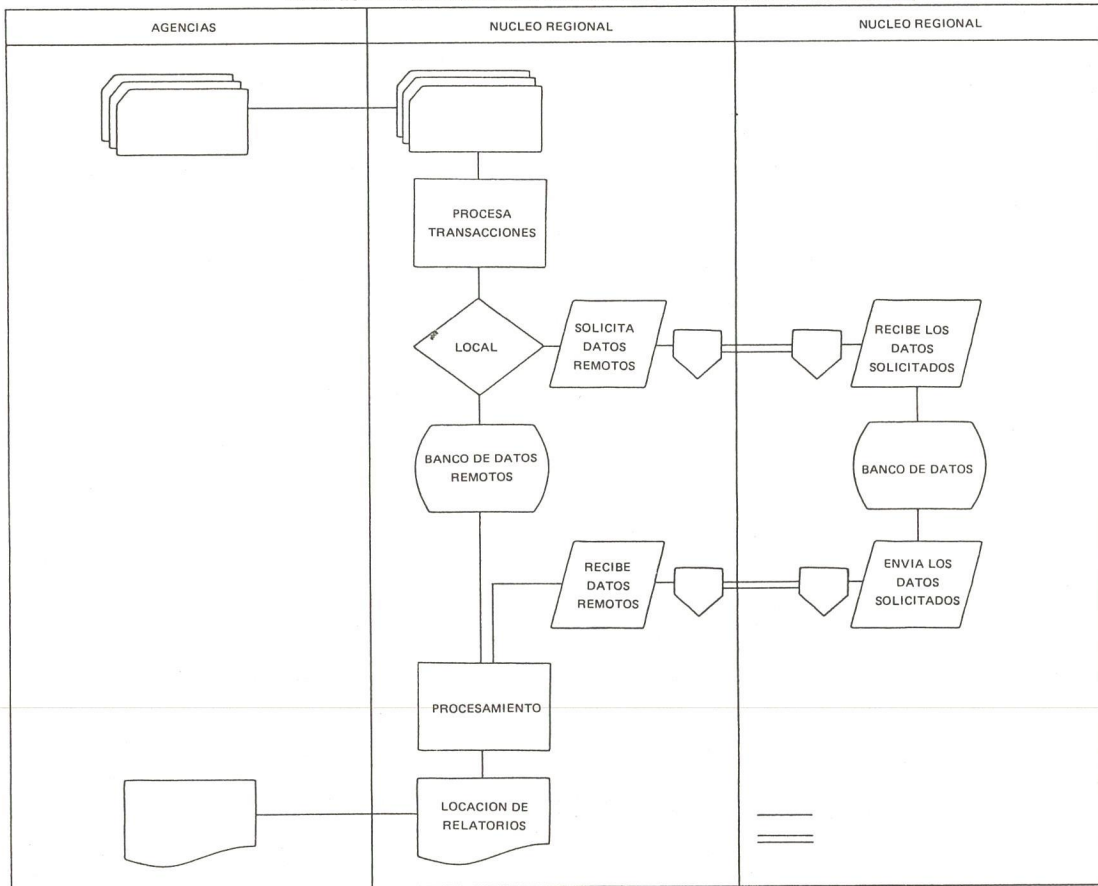 AGENCIAS
NUCLEO REGIONAL
NUCLEO REGIONAL
PROCESA
TRANSACCIONES
LOCAL
SOLICITA
DATOS
REMOTOS
RECIBE LOS
DATOS
SOLICITADOS
BANCO DE DATOS
REMOTOS
BANCO DE DATOS
RECIBE
DATOS
REMOTOS
ENVIA LOS
DATOS
SOLICITADOS
PROCESAMIENTO
LOCACION DE
RELATORIOS